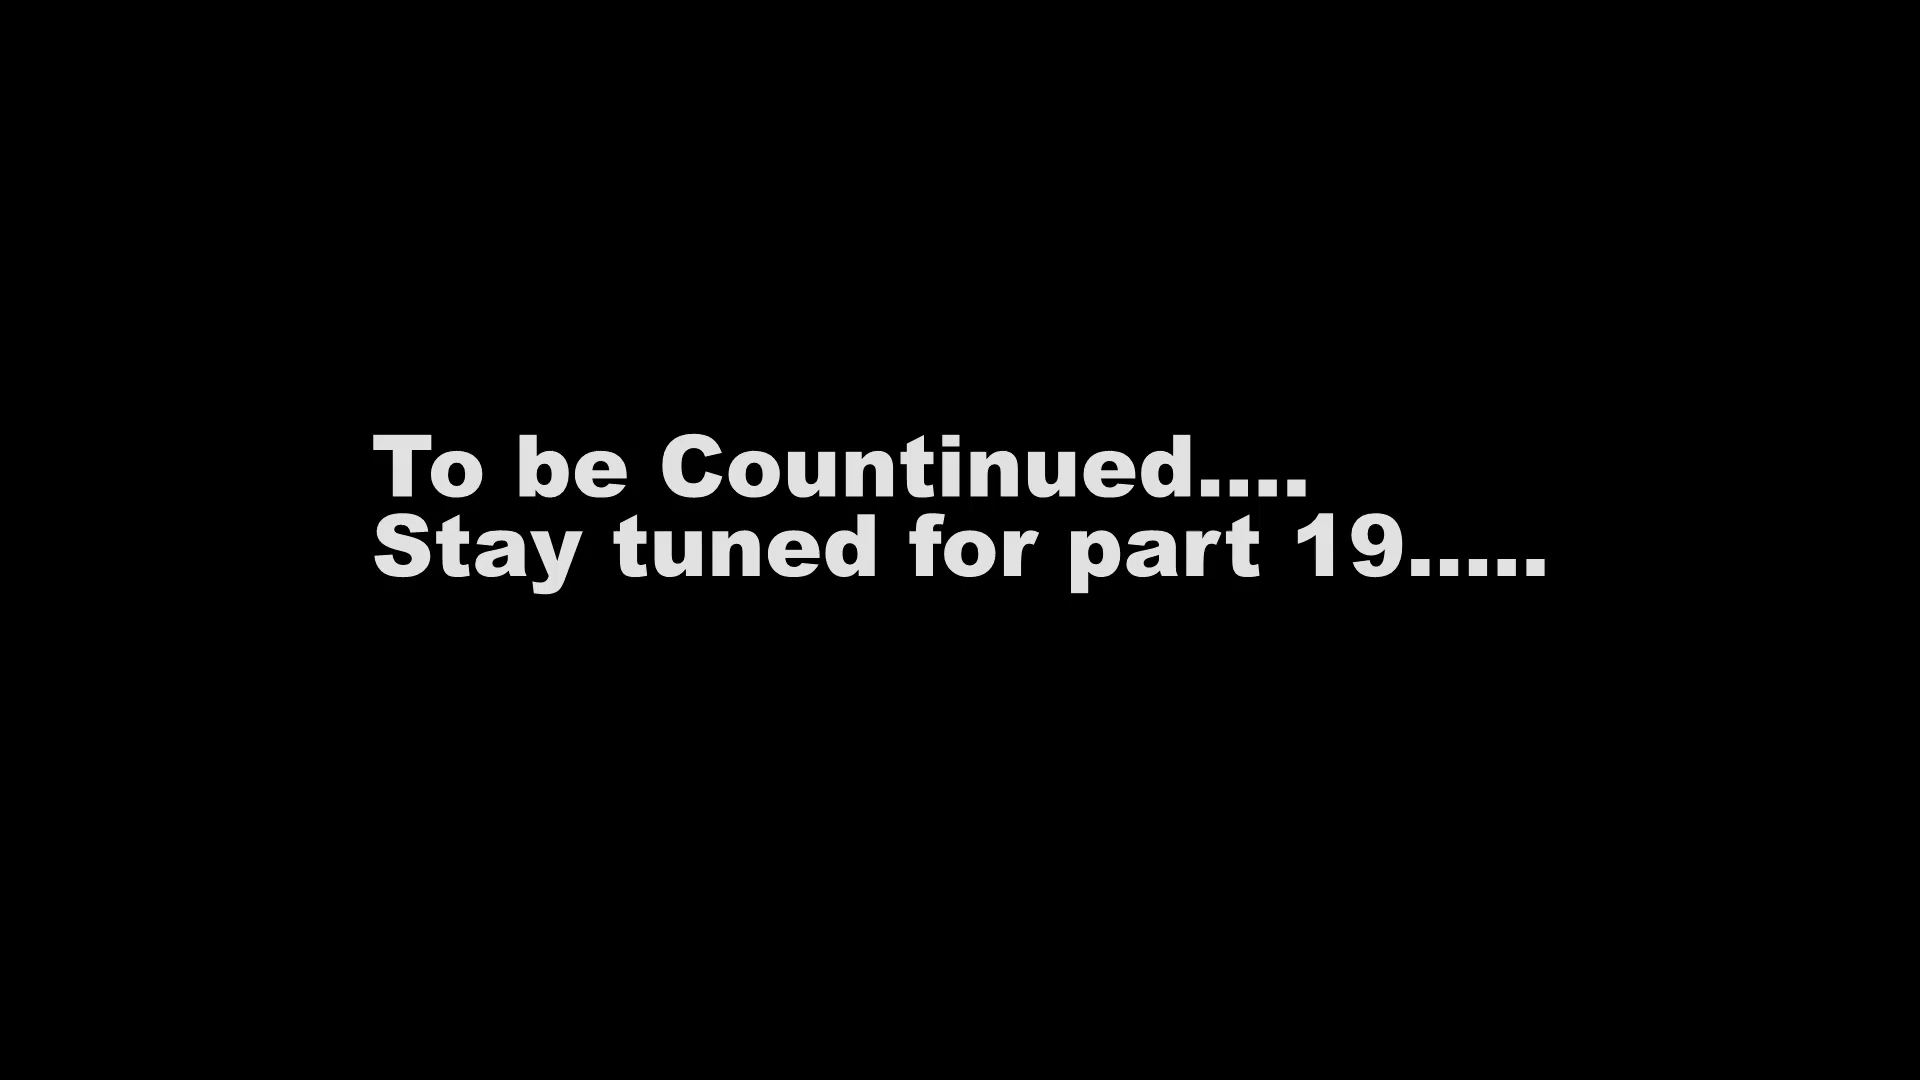 To be Countinued....
Stay tuned for part 19.....